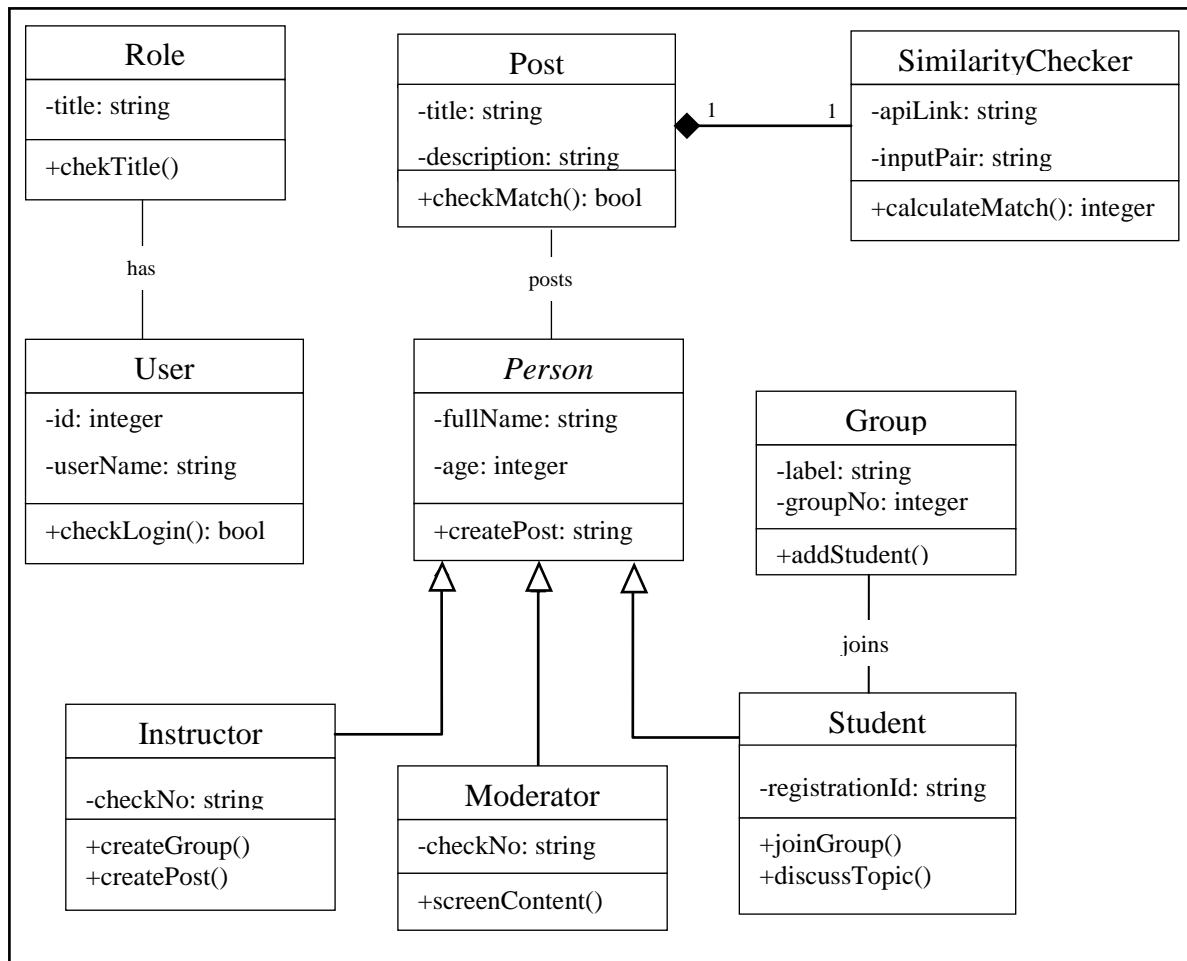 Role
-title: string
+chekTitle()
has
User
-id: integer
-userName: string
+checkLogin(): bool
Post
-title: string
-description: string
+checkMatch(): bool
1
1
SimilarityChecker
-apiLink: string
-inputPair: string
+calculateMatch(): integer
posts
Person
-fullName: string
-age: integer
+createPost: string
Group
-label: string
-groupNo: integer
+addStudent()
joins
Instructor
-checkNo: string
+createGroup()
+createPost()
Moderator
-checkNo: string
+screenContent()
Student
-registrationId: string
+joinGroup()
+discussTopic()